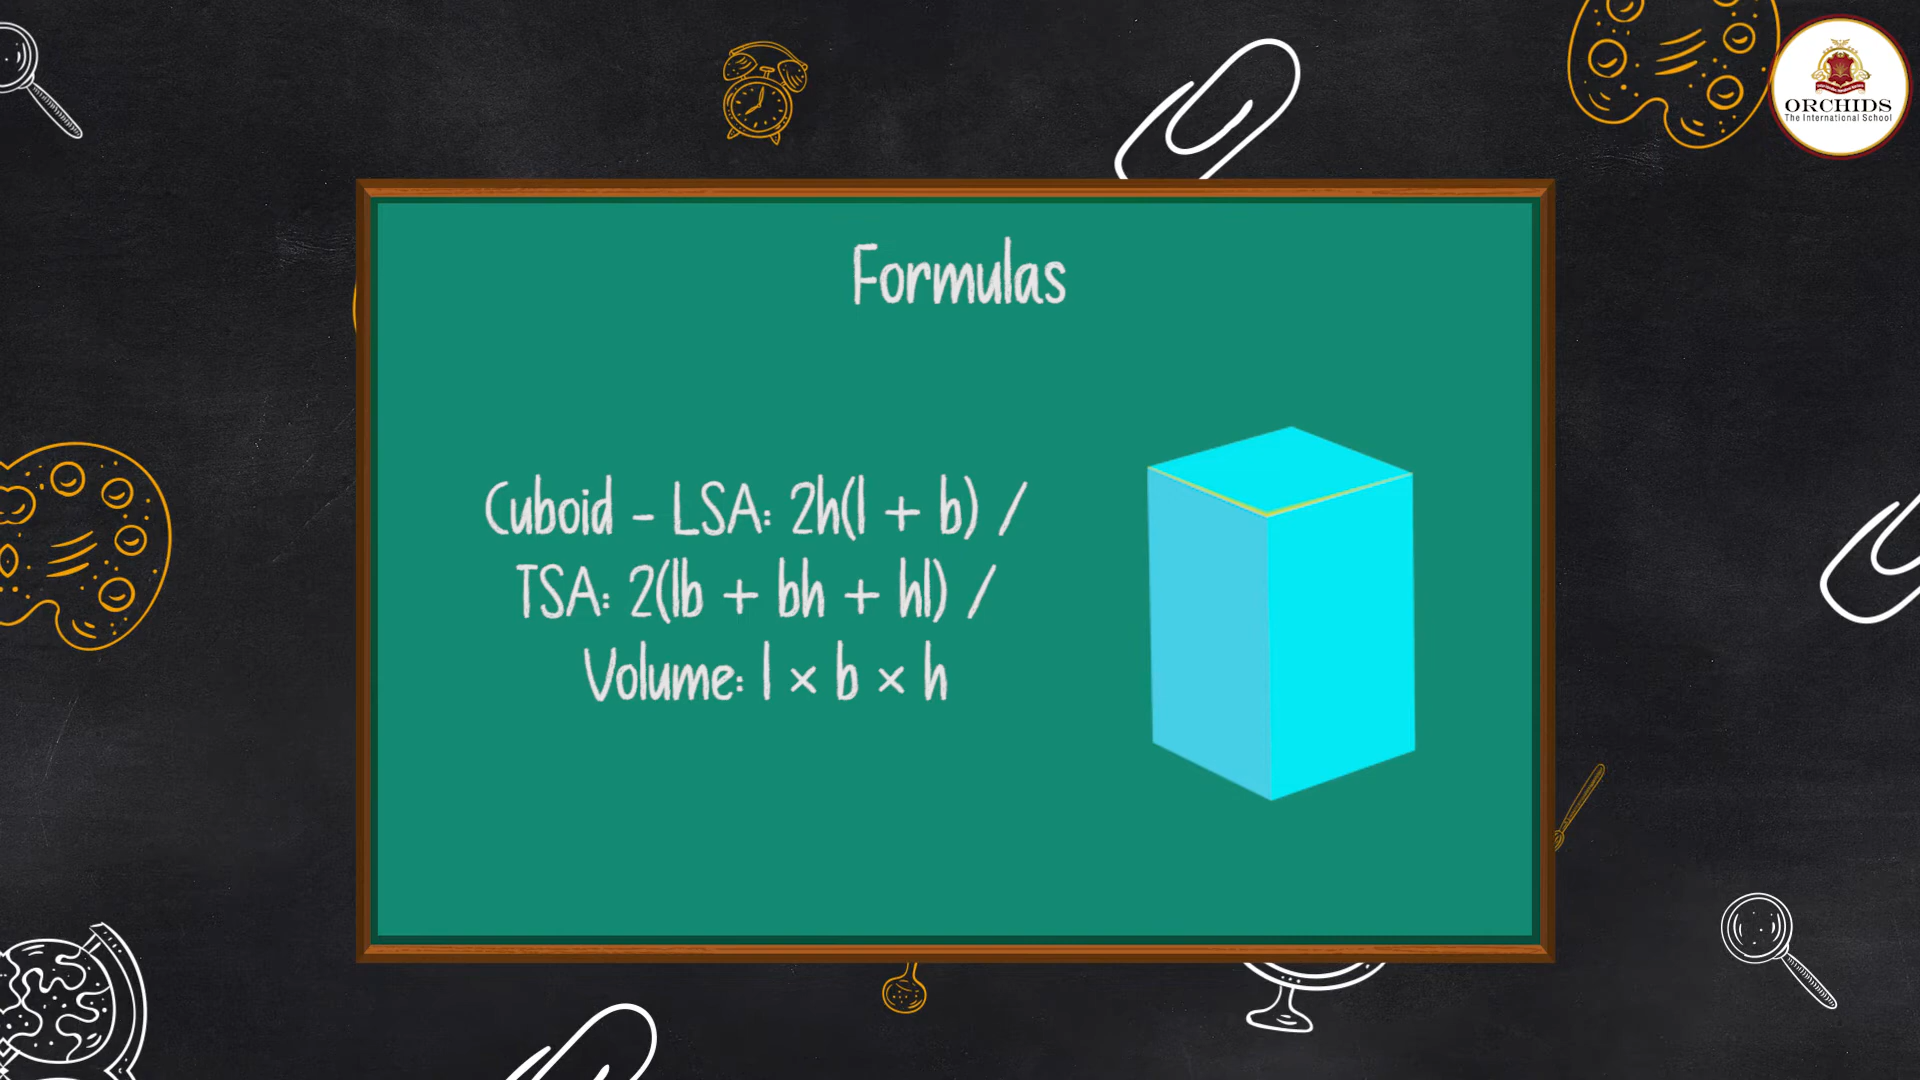 ORCHIDS
The International School
Formulas
Cuboid - LSA: 2h(l + b) /
TSA: 2(lb + bh + hl) /
Volume: l × b × h